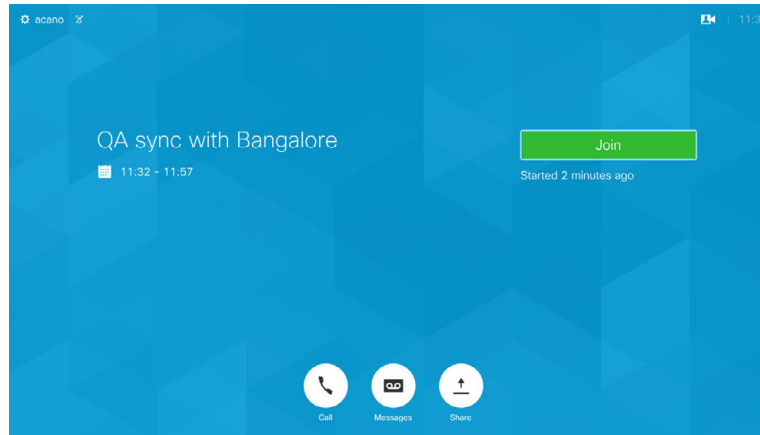 acano
QA sync with Bangalore
11:32 - 11:57
Join
Started 2 minutes ago
Call
Messages
Share